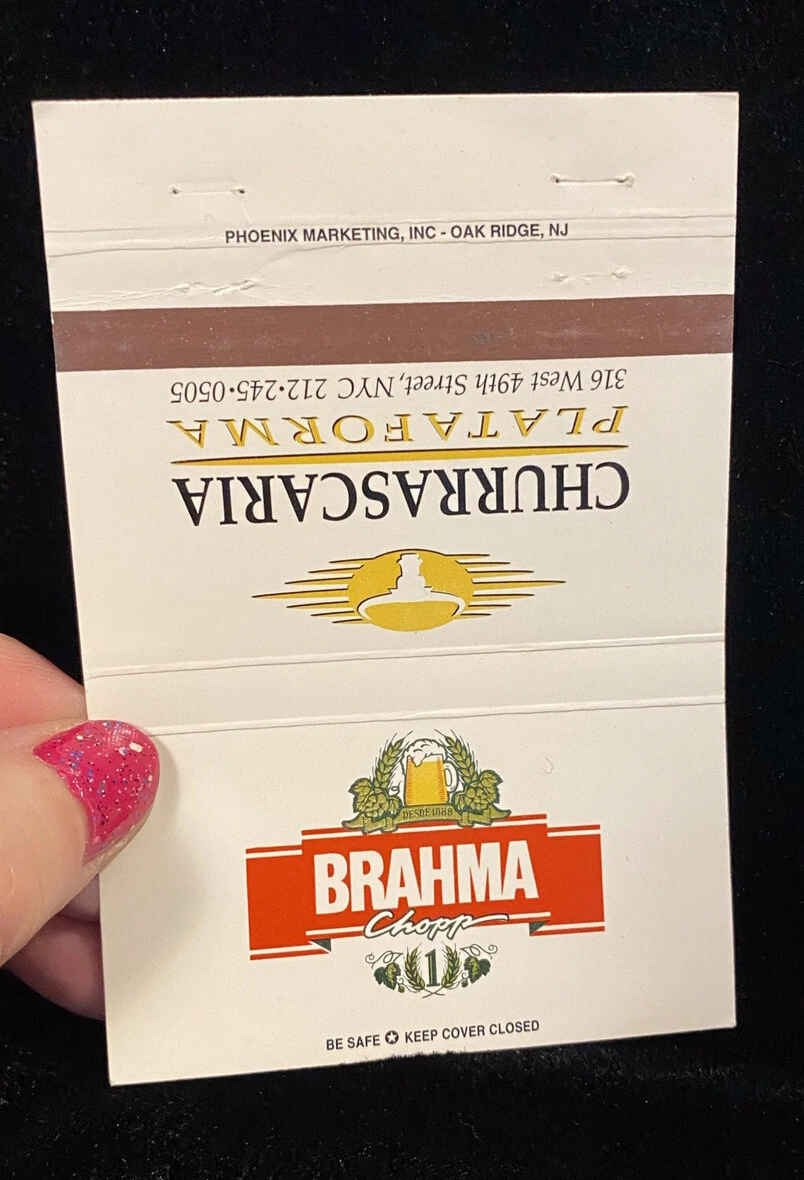 PHOENIX MARKETING, INC - OAK RIDGE, NJ
CHURRASCARIA
PLATAFORMA
316 West 49th Street, NYC 212•245•0505
DESDE 1888
BRAHMA
Chopp
1
BE SAFE ✪ KEEP COVER CLOSED